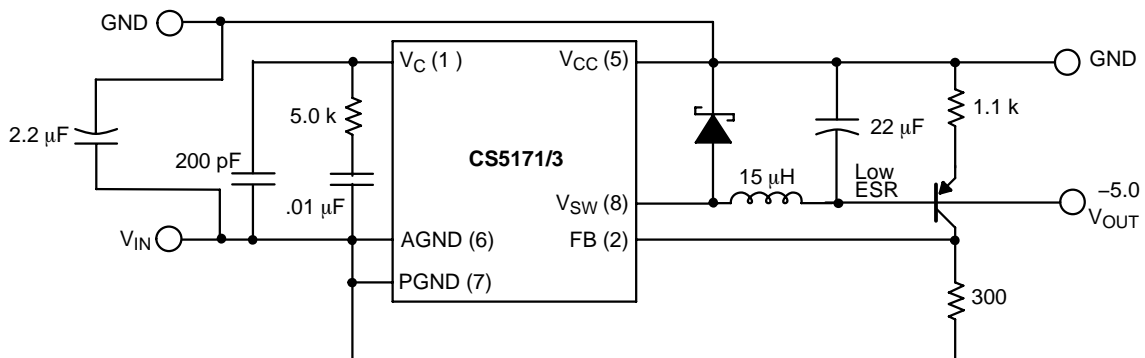 GND
V_C (1 )
V_CC (5)
GND
5.0 k
1.1 k
2.2 μF
22 μF
200 pF
CS5171/3
.01 μF
15 μH
Low
ESR
−5.0
V_OUT
V_SW (8)
V_IN
AGND (6)
FB (2)
PGND (7)
300